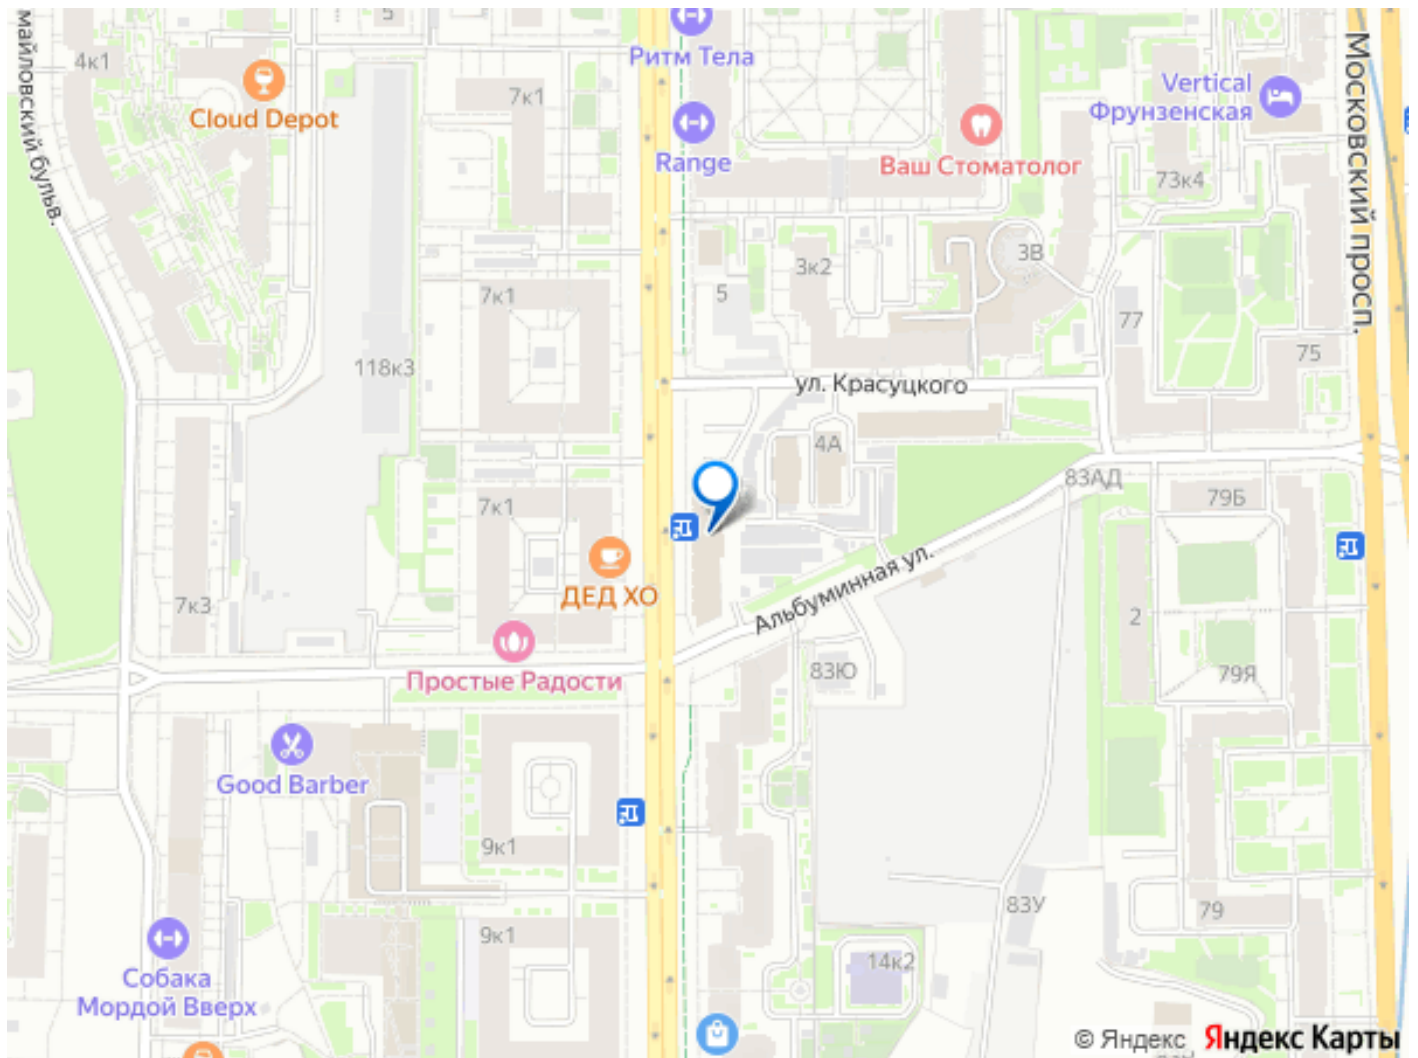 5
Ритм Тела
4к1
Cloud Depot
7к1
Vertical
Фрунзенская
Московский просп.
майловский бульв.
Range
Ваш Стоматолог
73к4
3В
3к2
7к1
5
77
75
118к3
ул. Красуцкого
4А
83АД
79Б
7к1
ДЕД ХО
Альбуминная ул.
7к3
2
Простые Радости
83Ю
79Я
Good Barber
9к1
83У
79
9к1
Собака
Мордой Вверх
14к2
© Яндекс Яндекс Карты